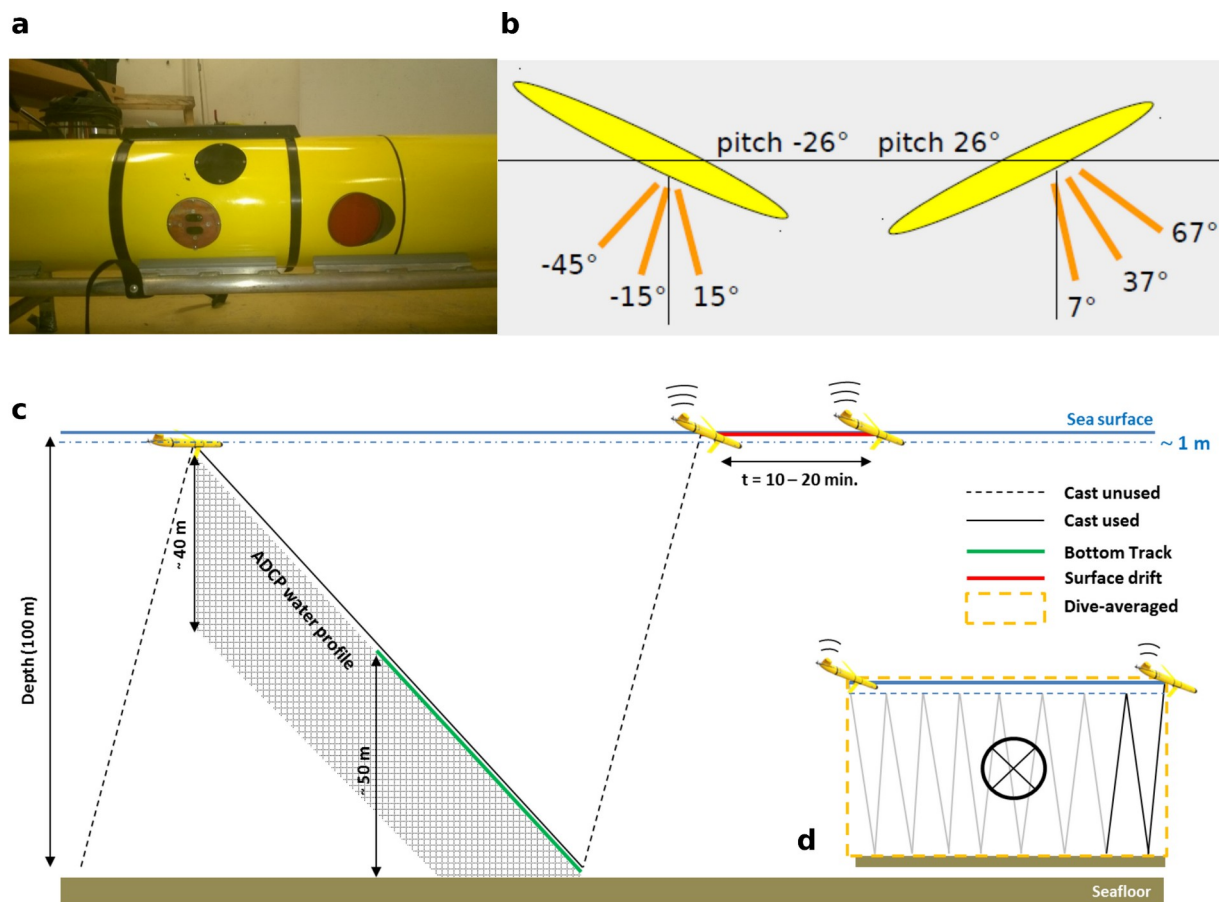 a
b
pitch -26°
pitch 26°
-45°
-15°
15°
7°
37°
67°
c
Sea surface
~ 1 m
t = 10 – 20 min.
Depth (100 m)
~ 40 m
ADCP water profile
~ 50 m
Cast unused
Cast used
Bottom Track
Surface drift
Dive-averaged
d
Seafloor